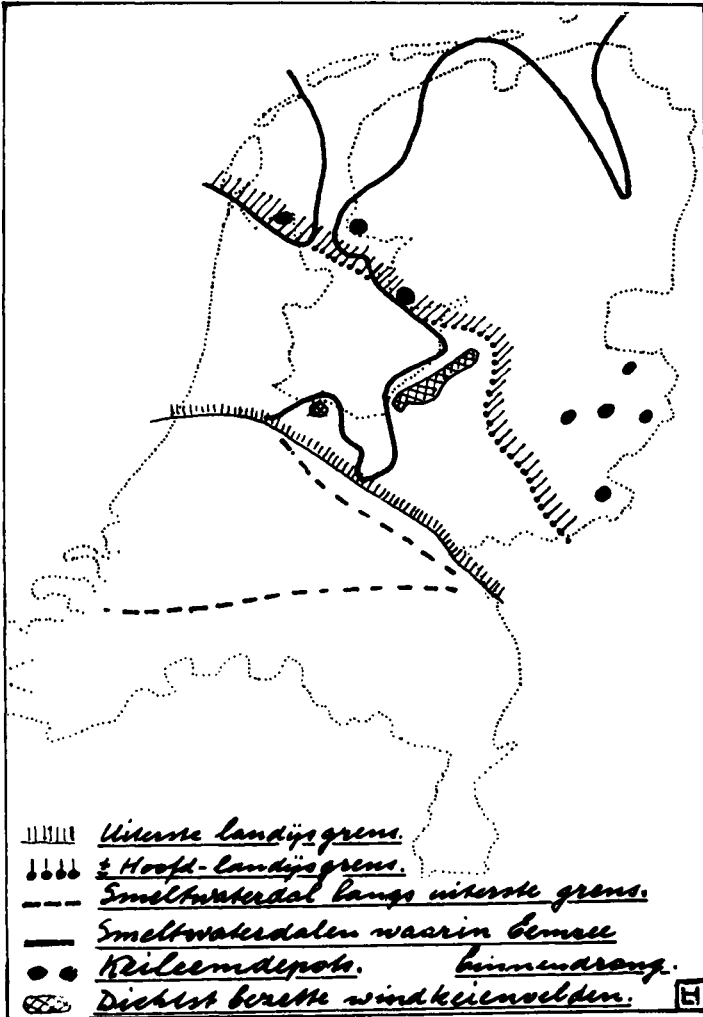 Uiterste landijsgrens.
± Hoofd-landijsgrens.
Smeltwaterdal langs uiterste grens.
Smeltwaterdalen waarin Eemzee
Keileemdepots. binnendrong.
Dichtst bezette windkeienvelden.
H